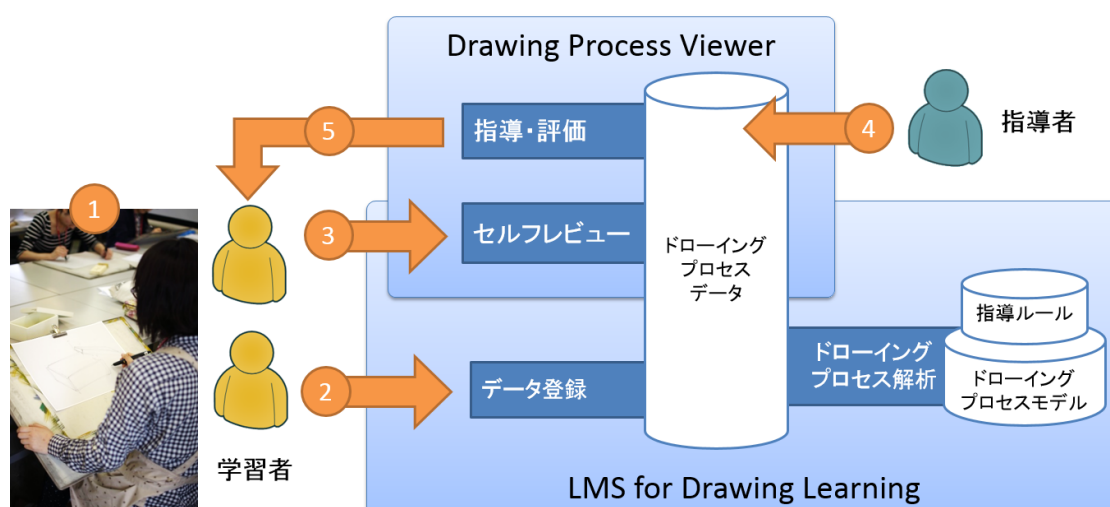 Drawing Process Viewer
5
指導・評価
4
指導者
1
3
セルフレビュー
ドローイング
プロセス
データ
指導ルール
2
データ登録
ドローイング
プロセス解析
ドローイング
プロセスモデル
学習者
LMS for Drawing Learning